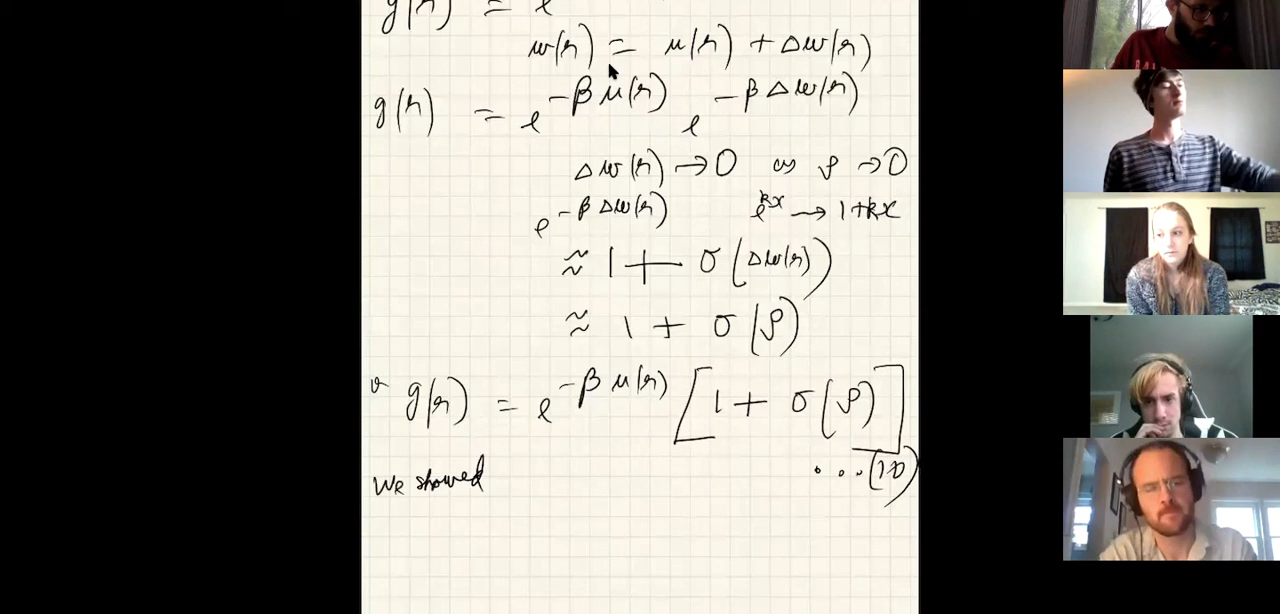 g(r) = e
w(r) = u(r) + Δw(r)
g(r) = e^{-βu(r)} e^{-βΔw(r)}
Δw(r) → 0 as ρ → 0
e^{-βΔw(r)} e^{kx} → 1+kx
≈ 1 + O(Δw(r))
≈ 1 + O(ρ)
g(r) = e^{-βu(r)} [1 + O(ρ)]
We showed ...(10)